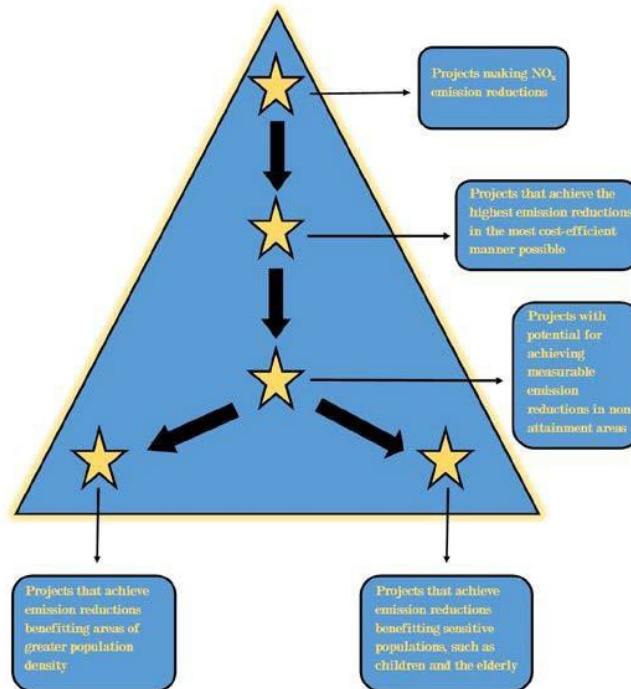 Projects making NOₓ
emission reductions
Projects that achieve the
highest emission reductions
in the most cost-efficient
manner possible
Projects with
potential for
achieving
measurable
emission
reductions in non
attainment areas
Projects that achieve
emission reductions
benefitting areas of
greater population
density
Projects that achieve
emission reductions
benefitting sensitive
populations, such as
children and the elderly